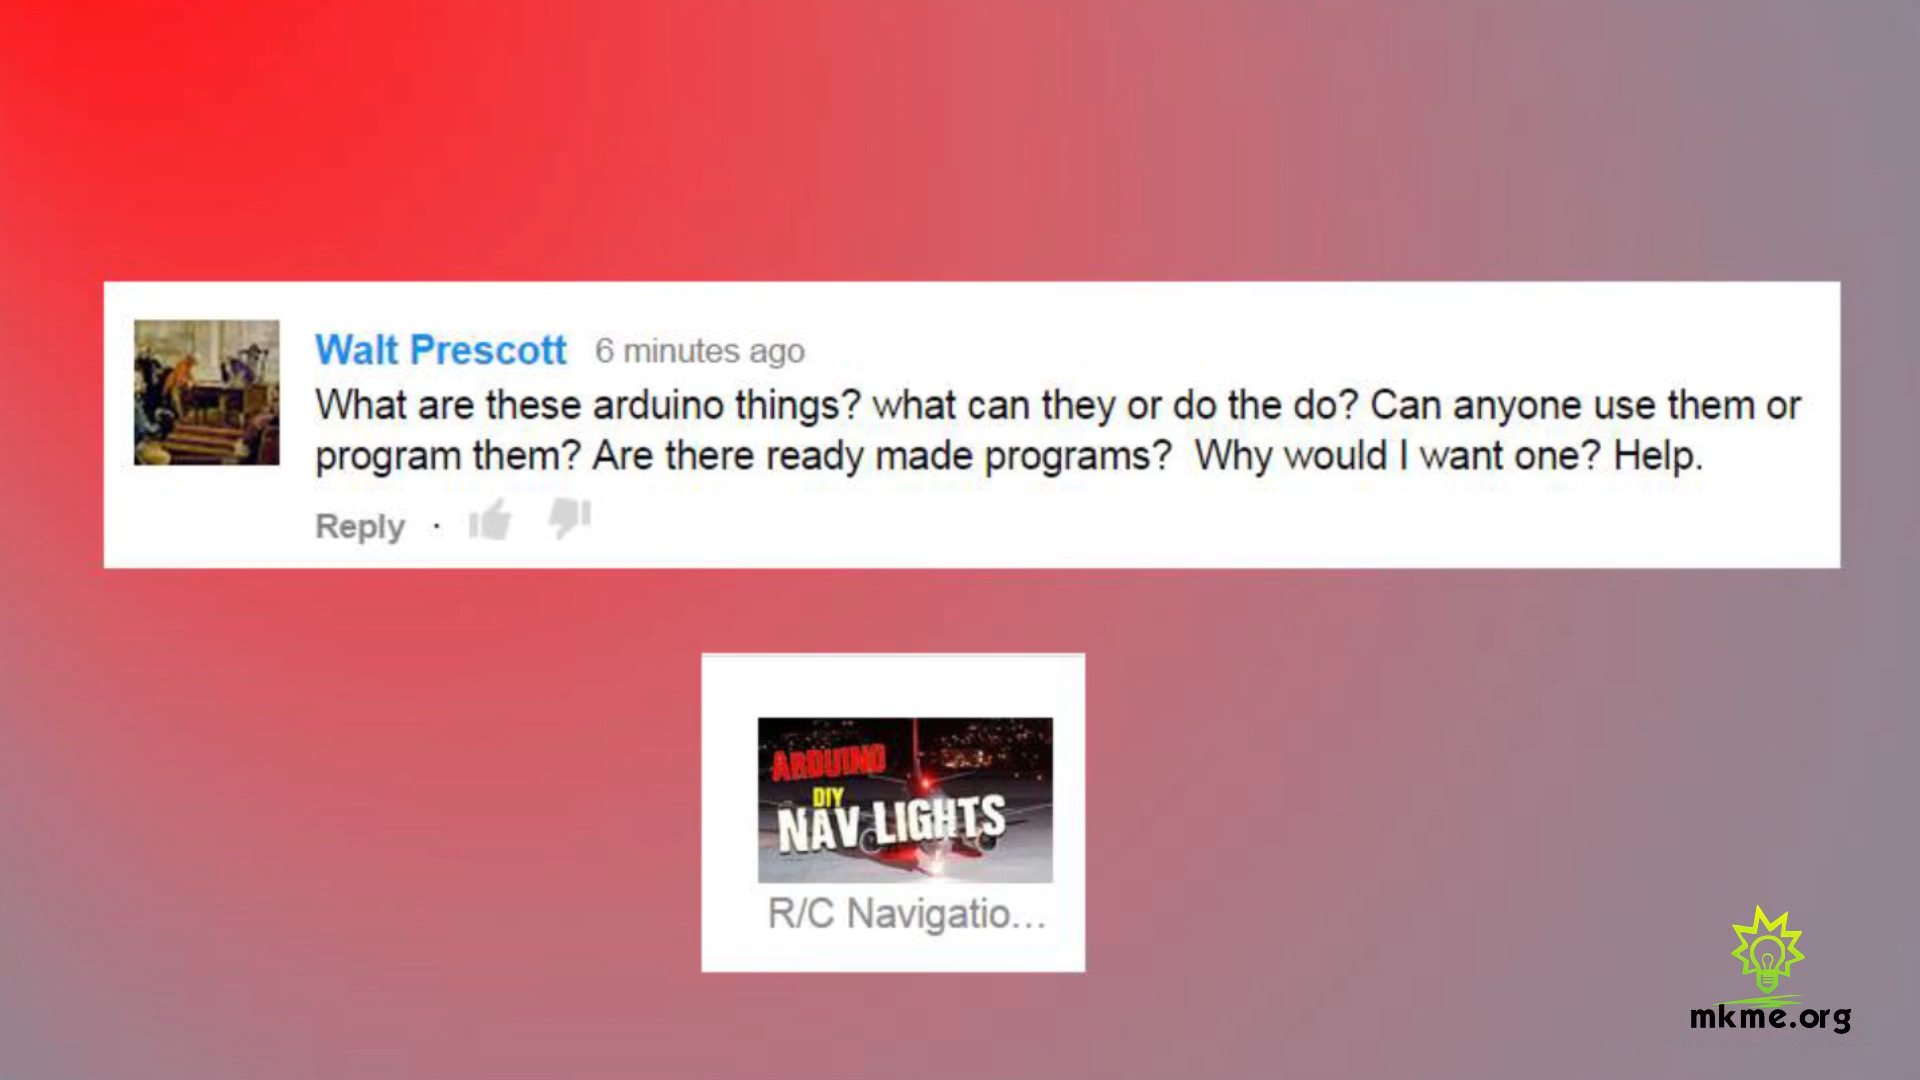 Walt Prescott 6 minutes ago
What are these arduino things? what can they or do the do? Can anyone use them or
program them? Are there ready made programs?  Why would I want one? Help.
Reply ·
ARDUINO
DIY
NAV LIGHTS
R/C Navigatio...
mkme.org